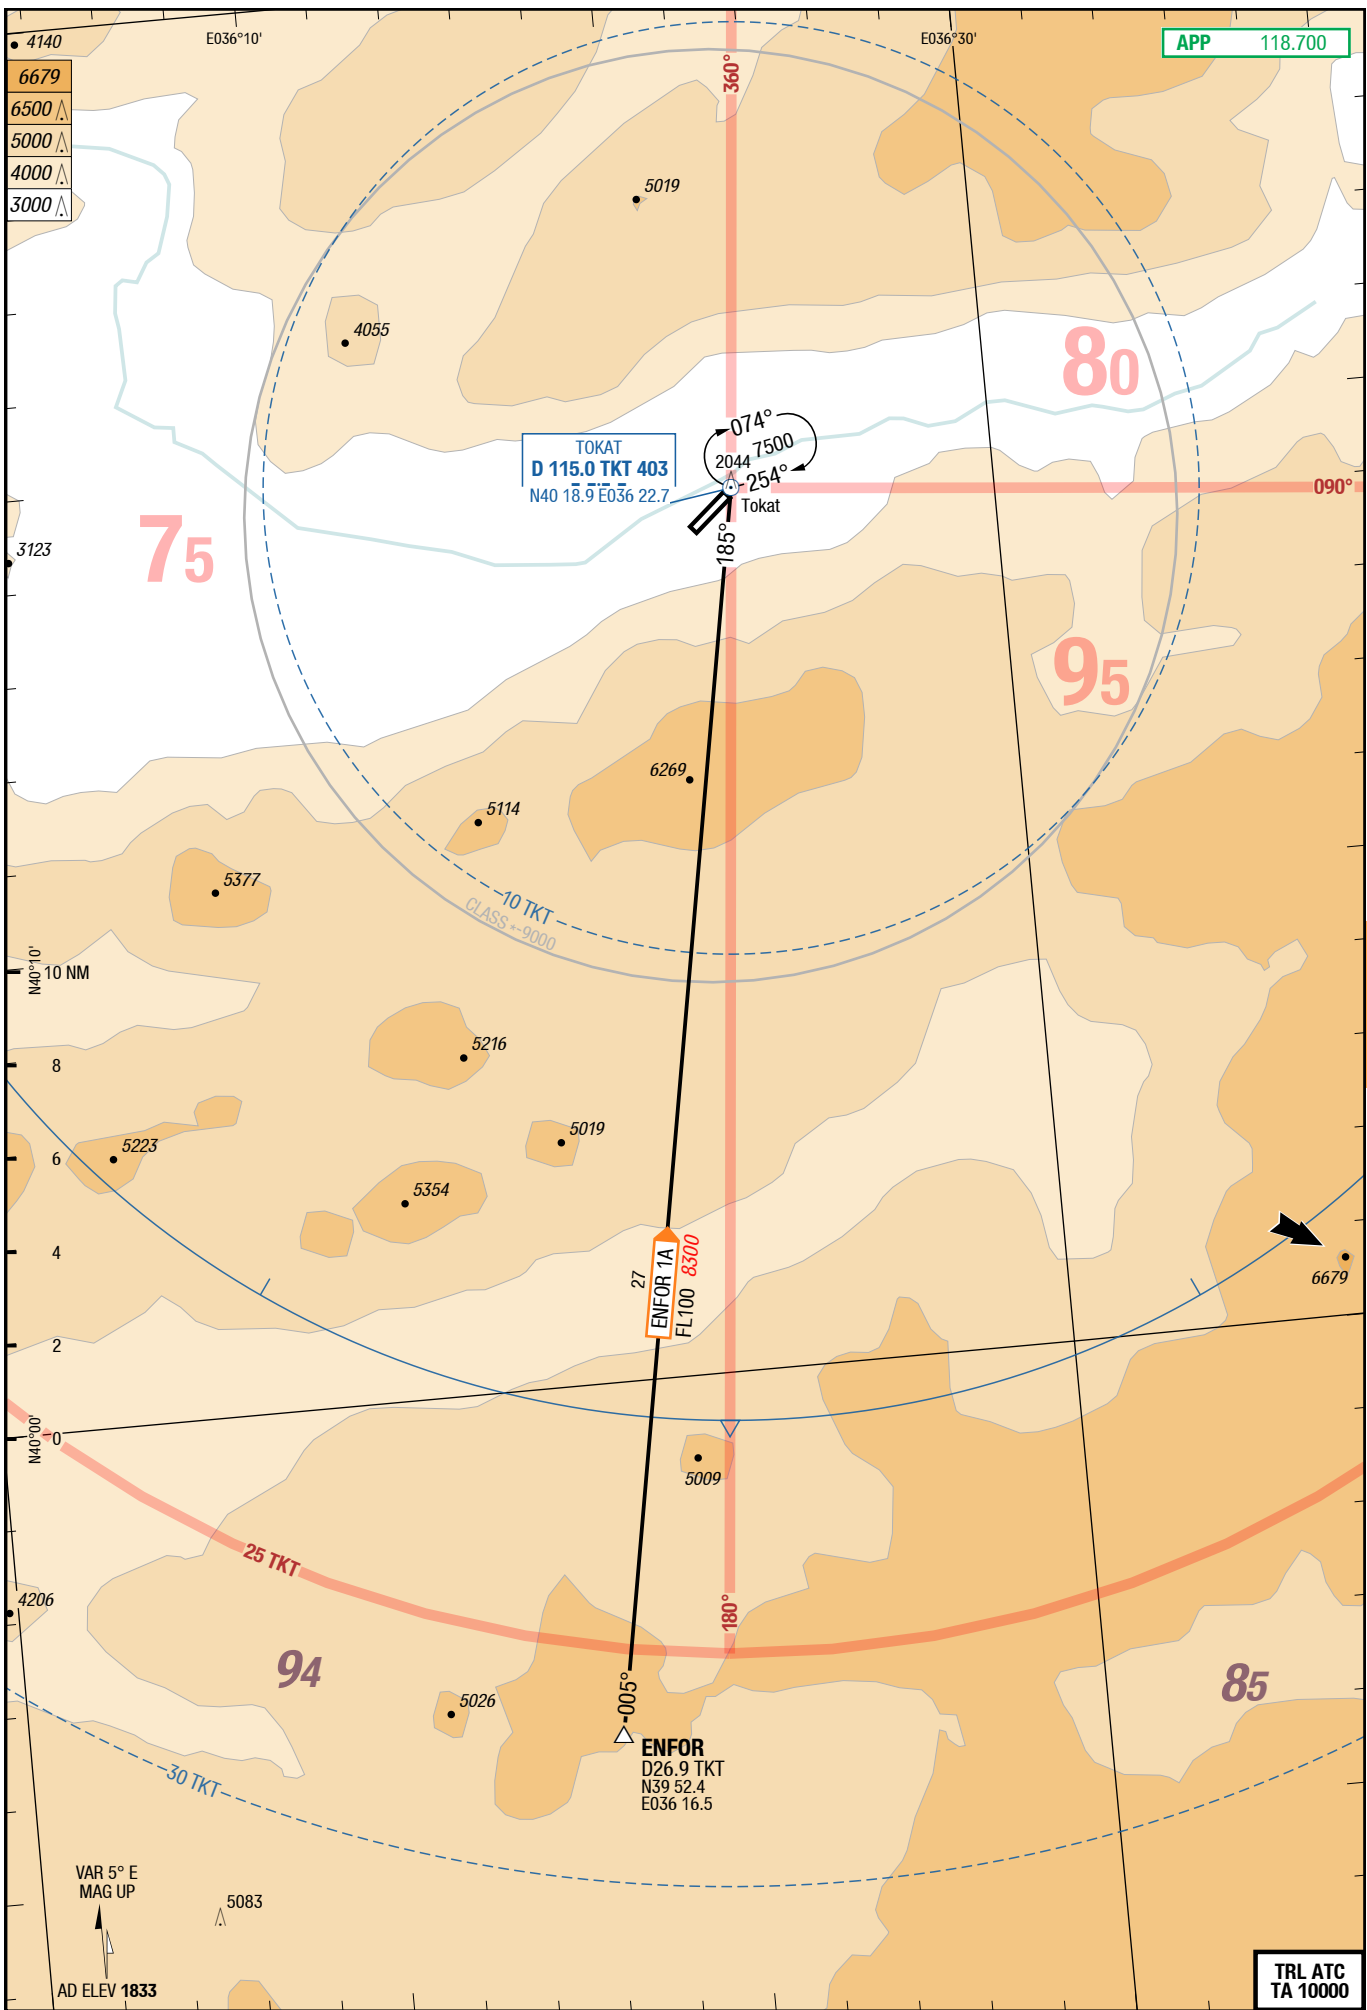 4140
E036°10'
E036°30'
APP 118.700
360°
6679
6500
5000
4000
3000
5019
4055
80
074°
7500
2044
254°
Tokat
TOKAT
D 115.0 TKT 403
N40 18.9 E036 22.7
090°
75
3123
185°
95
6269
5114
5377
10 TKT
CLASS *-9000
N40°10'
10 NM
8
5216
5019
6
5223
5354
4
27
ENFOR 1A
FL100 8300
6679
2
N40°00'
0
5009
25 TKT
180°
4206
94
85
005°
5026
ENFOR
D26.9 TKT
N39 52.4
E036 16.5
30 TKT
VAR 5° E
MAG UP
5083
AD ELEV 1833
TRL ATC
TA 10000